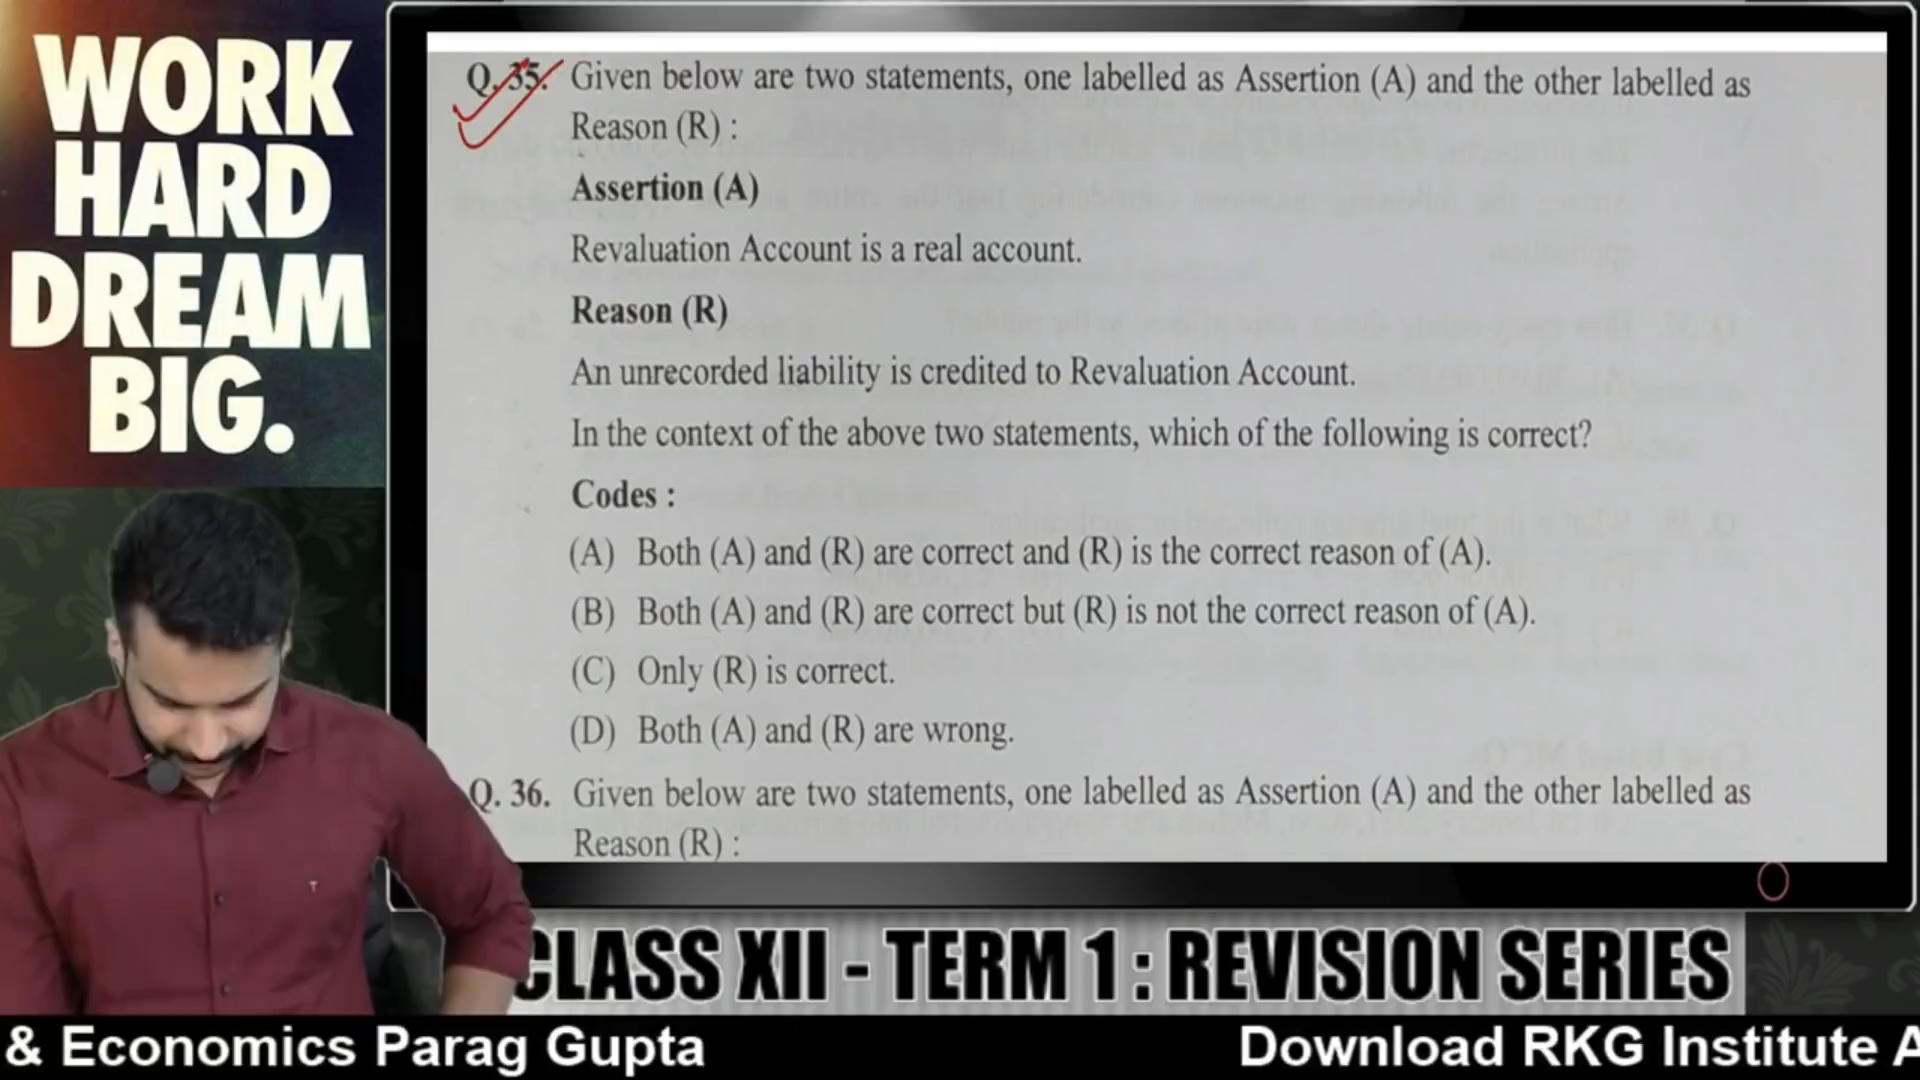 WORK
HARD
DREAM
BIG.
Q. 35. Given below are two statements, one labelled as Assertion (A) and the other labelled as
Reason (R) :
Assertion (A)
Revaluation Account is a real account.
Reason (R)
An unrecorded liability is credited to Revaluation Account.
In the context of the above two statements, which of the following is correct?
Codes :
(A) Both (A) and (R) are correct and (R) is the correct reason of (A).
(B) Both (A) and (R) are correct but (R) is not the correct reason of (A).
(C) Only (R) is correct.
(D) Both (A) and (R) are wrong.
Q. 36. Given below are two statements, one labelled as Assertion (A) and the other labelled as
Reason (R) :
CLASS XII - TERM 1 : REVISION SERIES
& Economics Parag Gupta
Download RKG Institute A